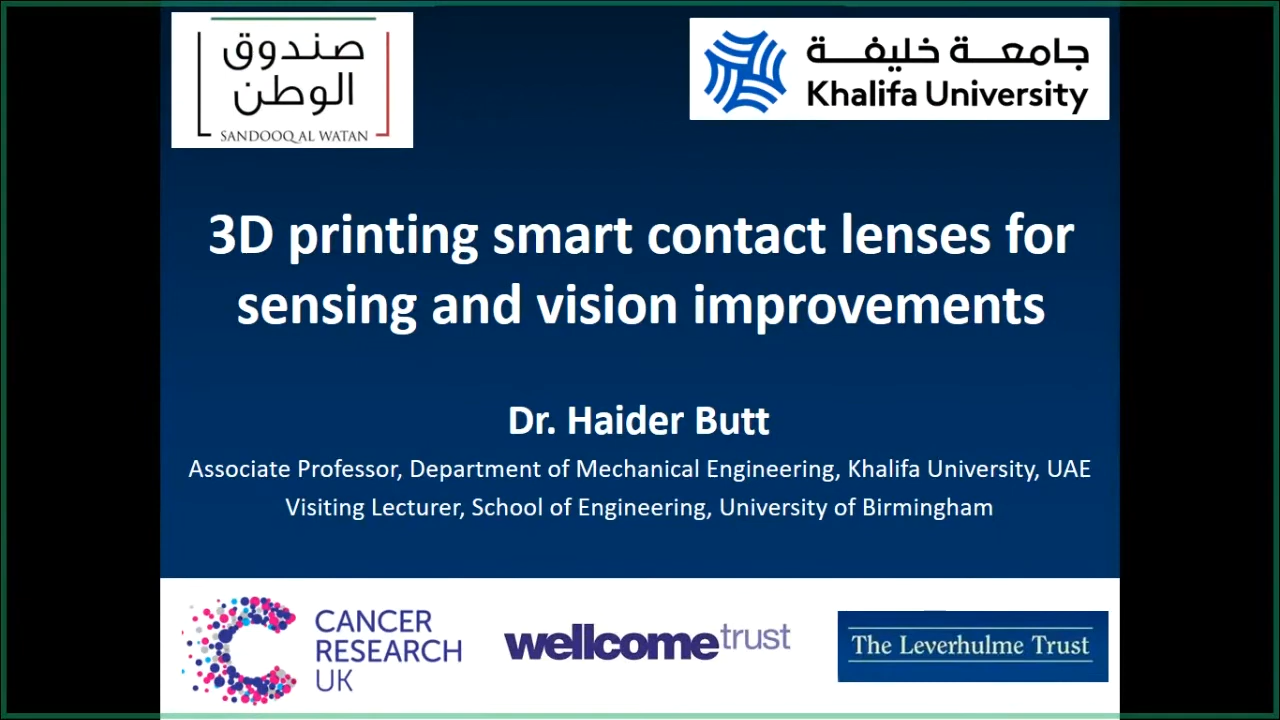 صندوق
الوطن
SANDOOQ AL WATAN
جامعة خليفة
Khalifa University
3D printing smart contact lenses for
sensing and vision improvements
Dr. Haider Butt
Associate Professor, Department of Mechanical Engineering, Khalifa University, UAE
Visiting Lecturer, School of Engineering, University of Birmingham
CANCER
RESEARCH
UK
wellcometrust
The Leverhulme Trust